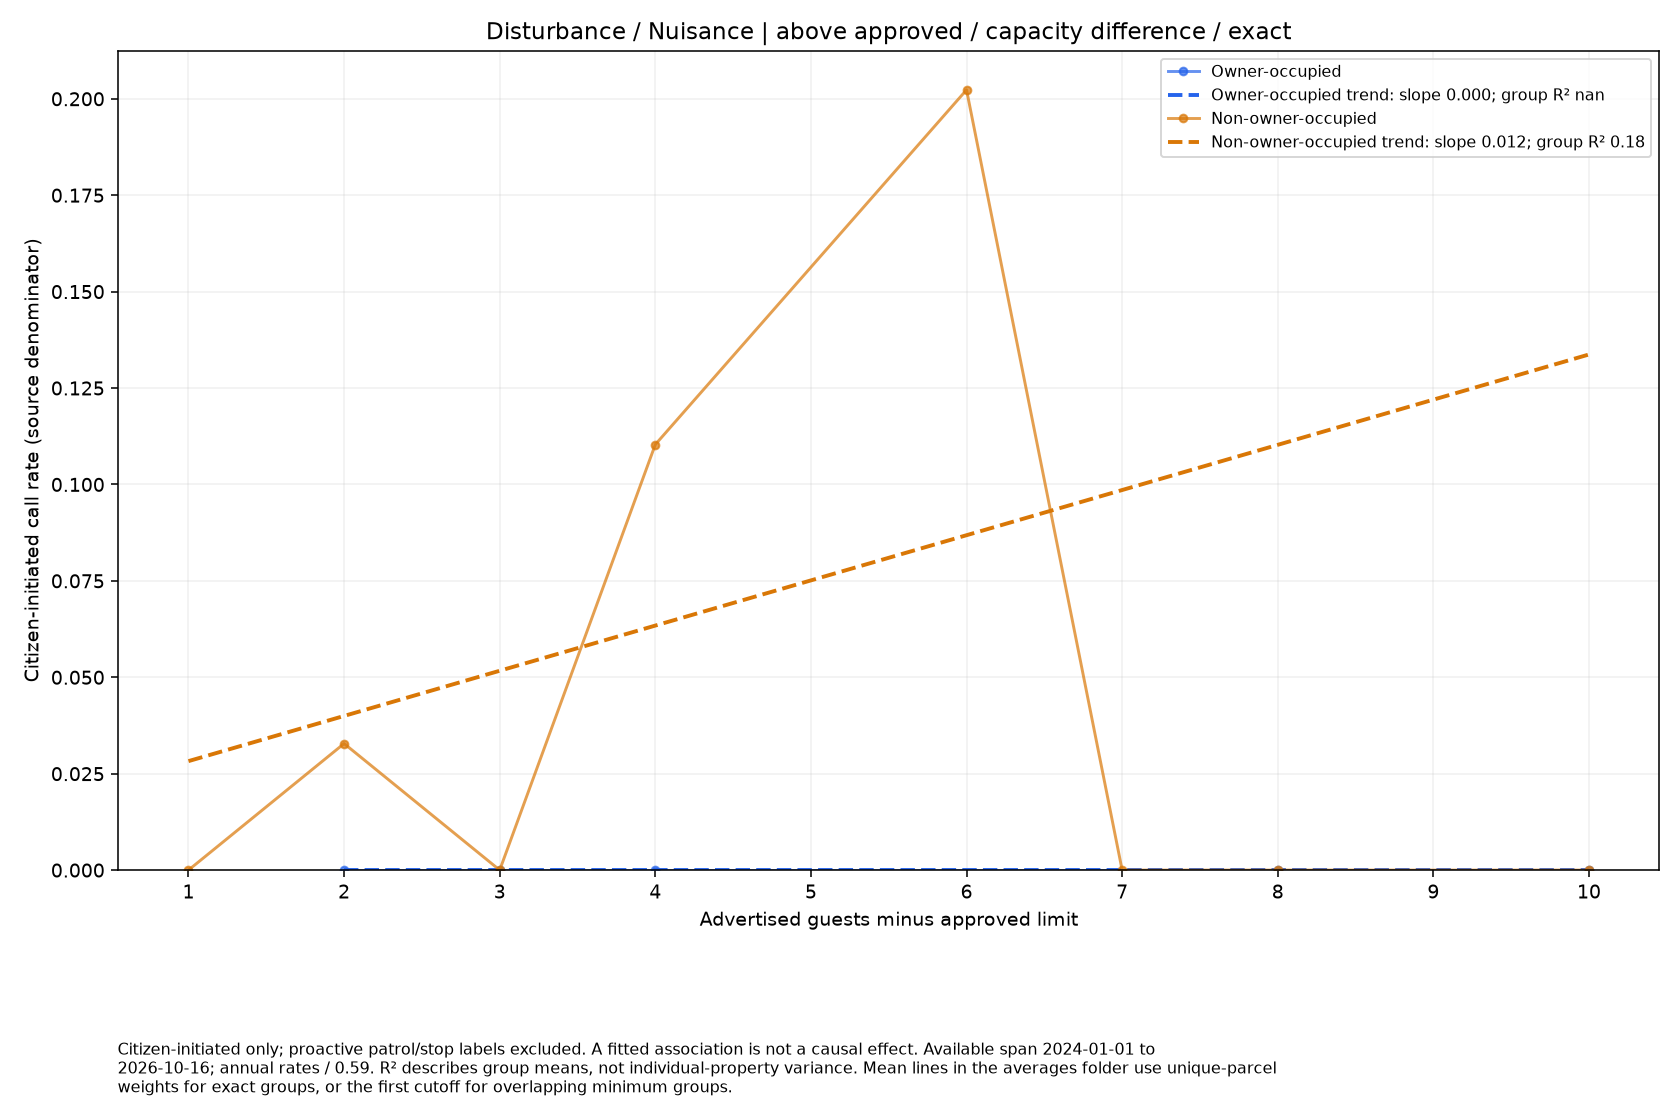 Disturbance / Nuisance | above approved / capacity difference / exact
Owner-occupied
Owner-occupied trend: slope 0.000; group R² nan
Non-owner-occupied
Non-owner-occupied trend: slope 0.012; group R² 0.18
Citizen-initiated call rate (source denominator)
0.200
0.175
0.150
0.125
0.100
0.075
0.050
0.025
0.000
1 2 3 4 5 6 7 8 9 10
Advertised guests minus approved limit
Citizen-initiated only; proactive patrol/stop labels excluded. A fitted association is not a causal effect. Available span 2024-01-01 to
2026-10-16; annual rates / 0.59. R² describes group means, not individual-property variance. Mean lines in the averages folder use unique-parcel
weights for exact groups, or the first cutoff for overlapping minimum groups.